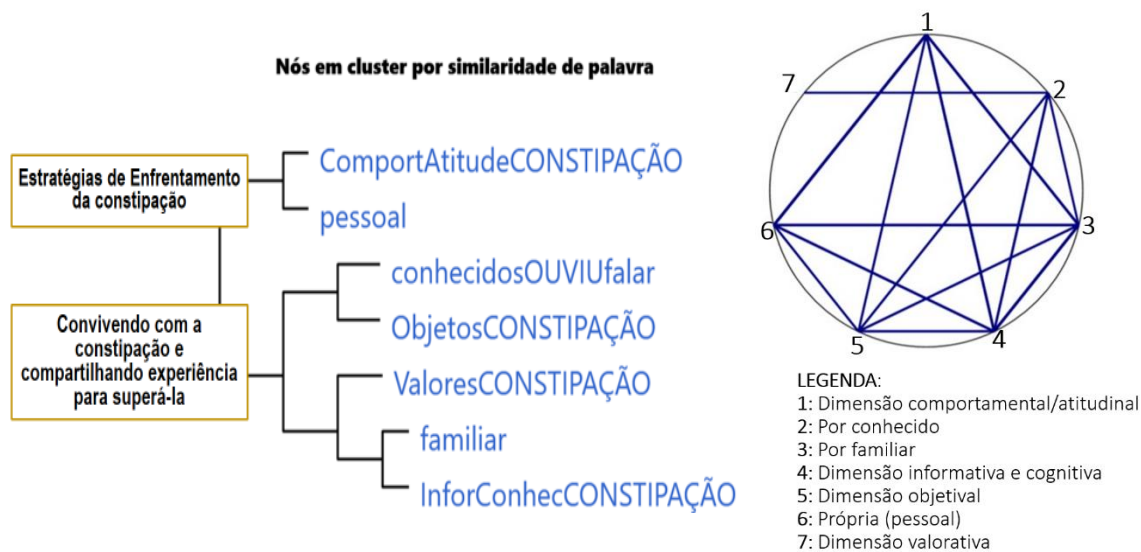 Nós em cluster por similaridade de palavra
Estratégias de Enfrentamento
da constipação
Convivendo com a
constipação e
compartilhando experiência
para superá-la
ComportAtitudeCONSTIPAÇÃO
pessoal
conhecidosOUVIUfalar
ObjetosCONSTIPAÇÃO
ValoresCONSTIPAÇÃO
familiar
InforConhecCONSTIPAÇÃO
1
2
3
4
5
6
7
LEGENDA:
1: Dimensão comportamental/atitudinal
2: Por conhecido
3: Por familiar
4: Dimensão informativa e cognitiva
5: Dimensão objetival
6: Própria (pessoal)
7: Dimensão valorativa